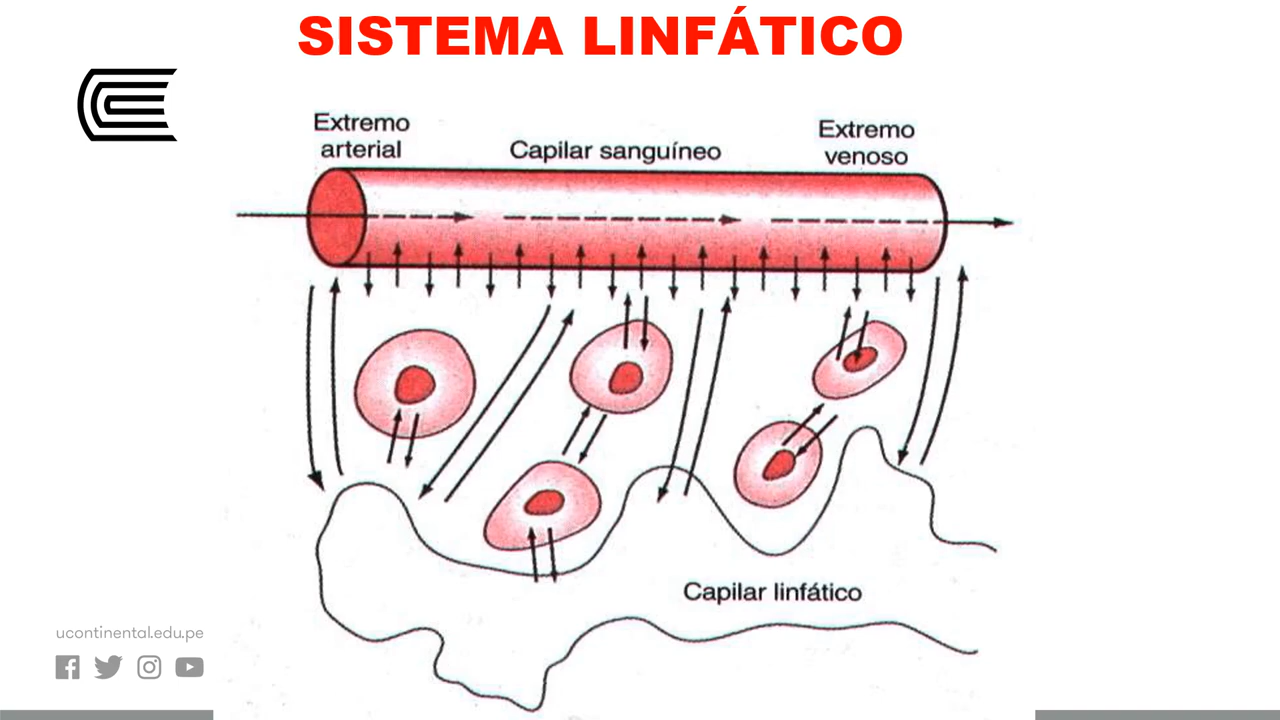 SISTEMA LINFÁTICO
Extremo
arterial
Capilar sanguíneo
Extremo
venoso
Capilar linfático
ucontinental.edu.pe